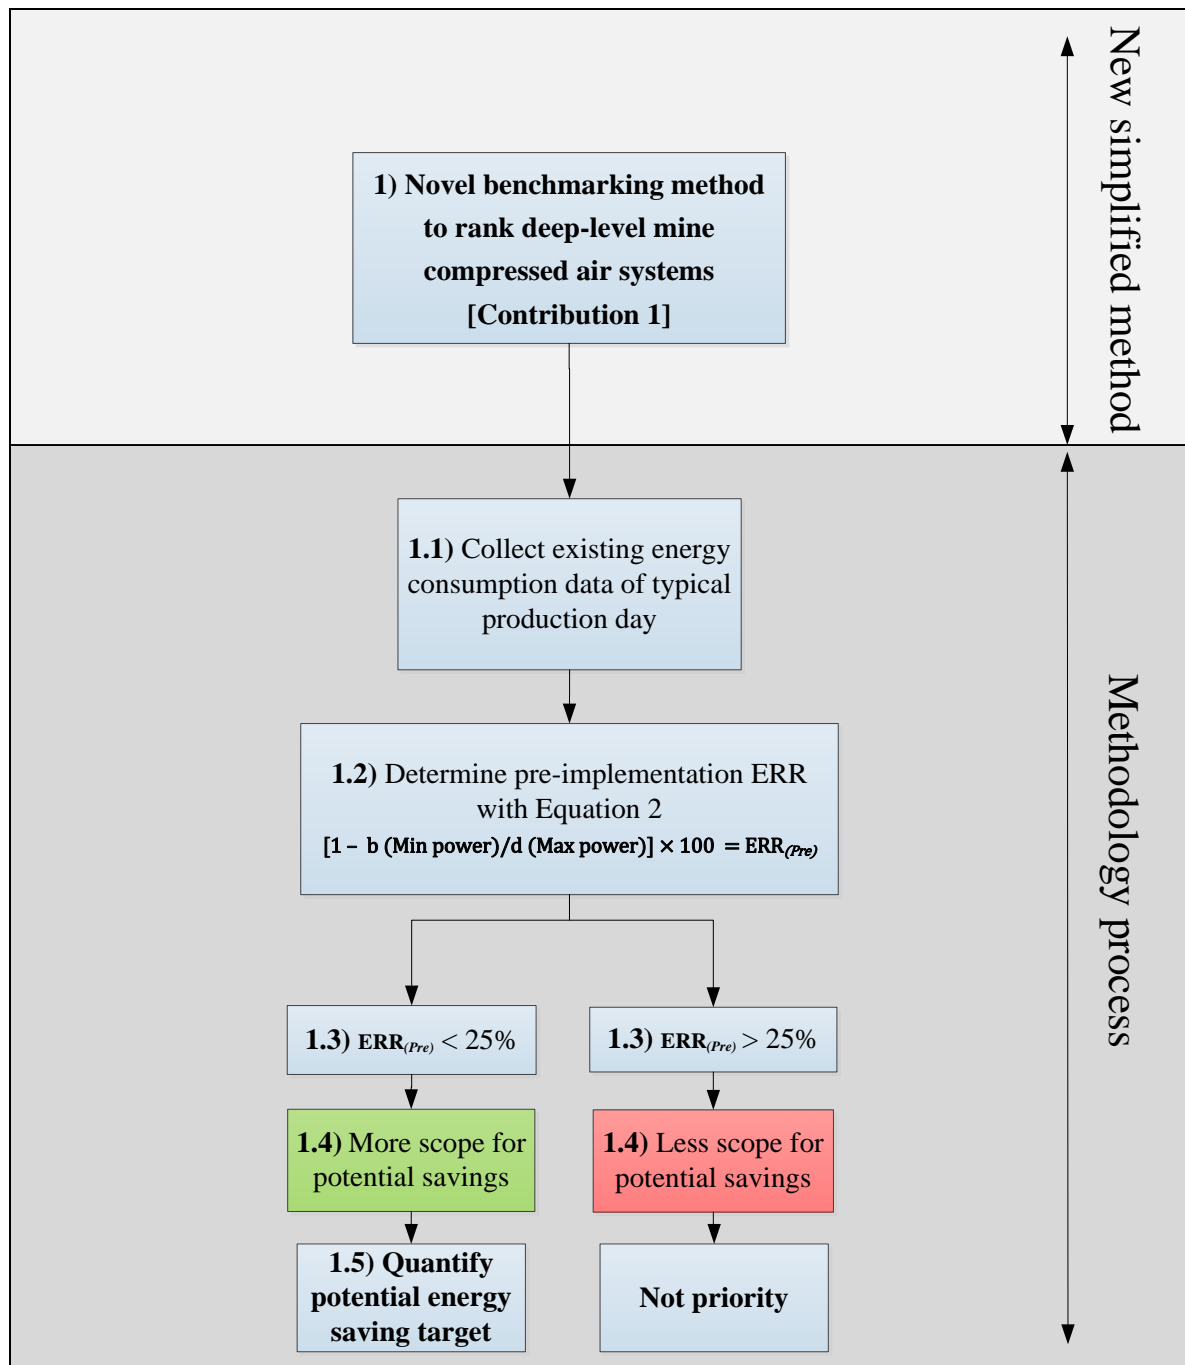 New simplified method
1) Novel benchmarking method
to rank deep-level mine
compressed air systems
[Contribution 1]
Methodology process
1.1) Collect existing energy
consumption data of typical
production day
1.2) Determine pre-implementation ERR
with Equation 2
[1 − b (Min power)/d (Max power)] × 100 = ERR(Pre)
1.3) ERR(Pre) < 25%
1.3) ERR(Pre) > 25%
1.4) More scope for
potential savings
1.4) Less scope for
potential savings
1.5) Quantify
potential energy
saving target
Not priority